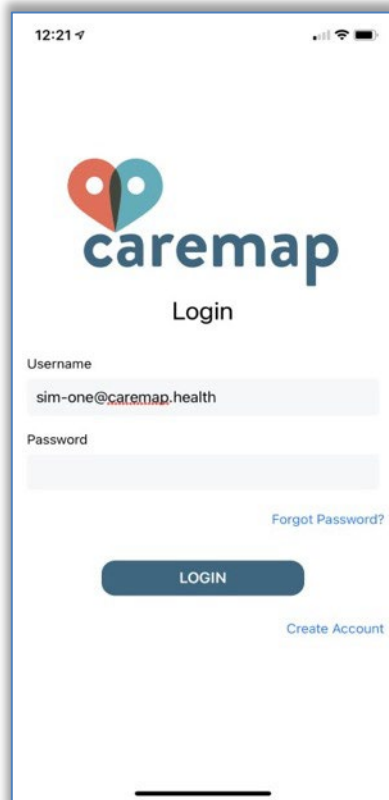 12:21
caremap
Login
Username
sim-one@caremap.health
Password
Forgot Password?
LOGIN
Create Account